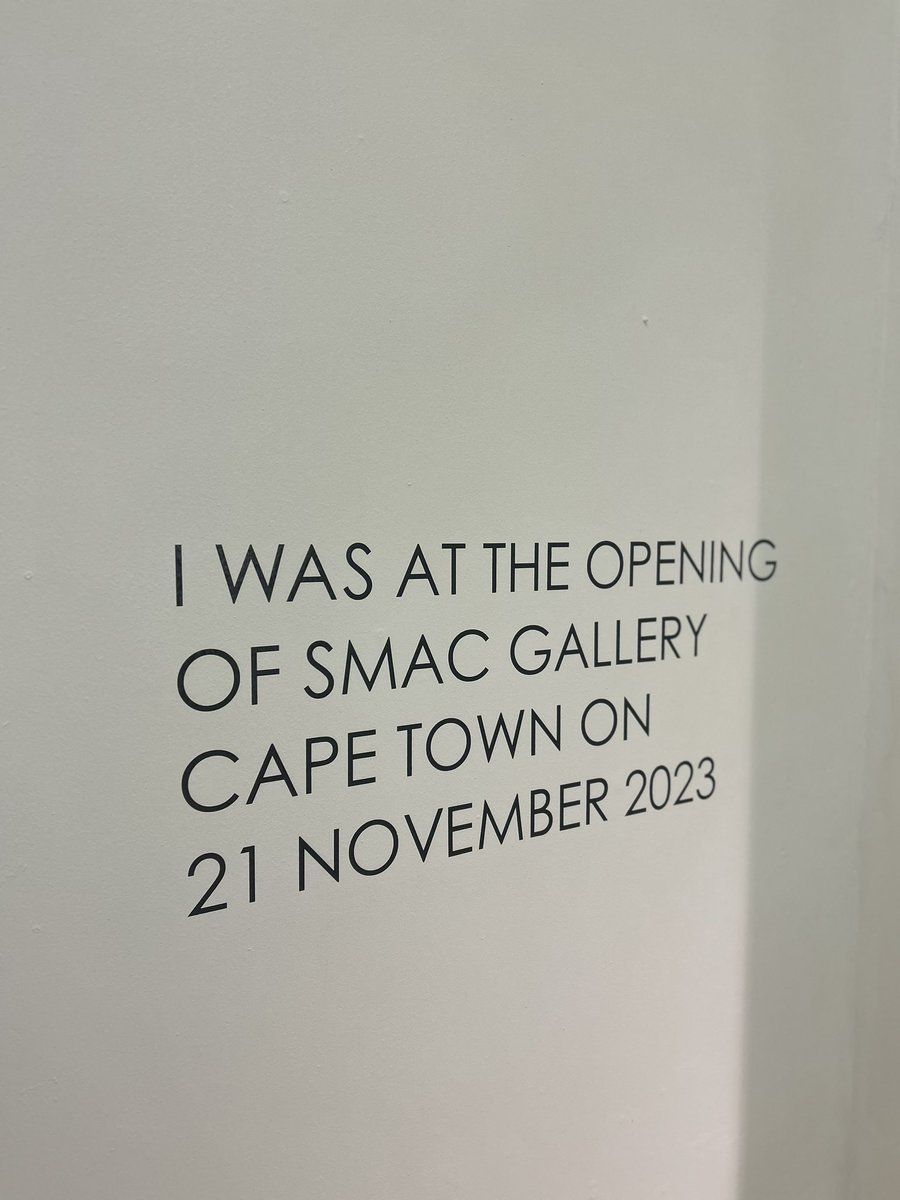 I WAS AT THE OPENING
OF SMAC GALLERY
CAPE TOWN ON
21 NOVEMBER 2023